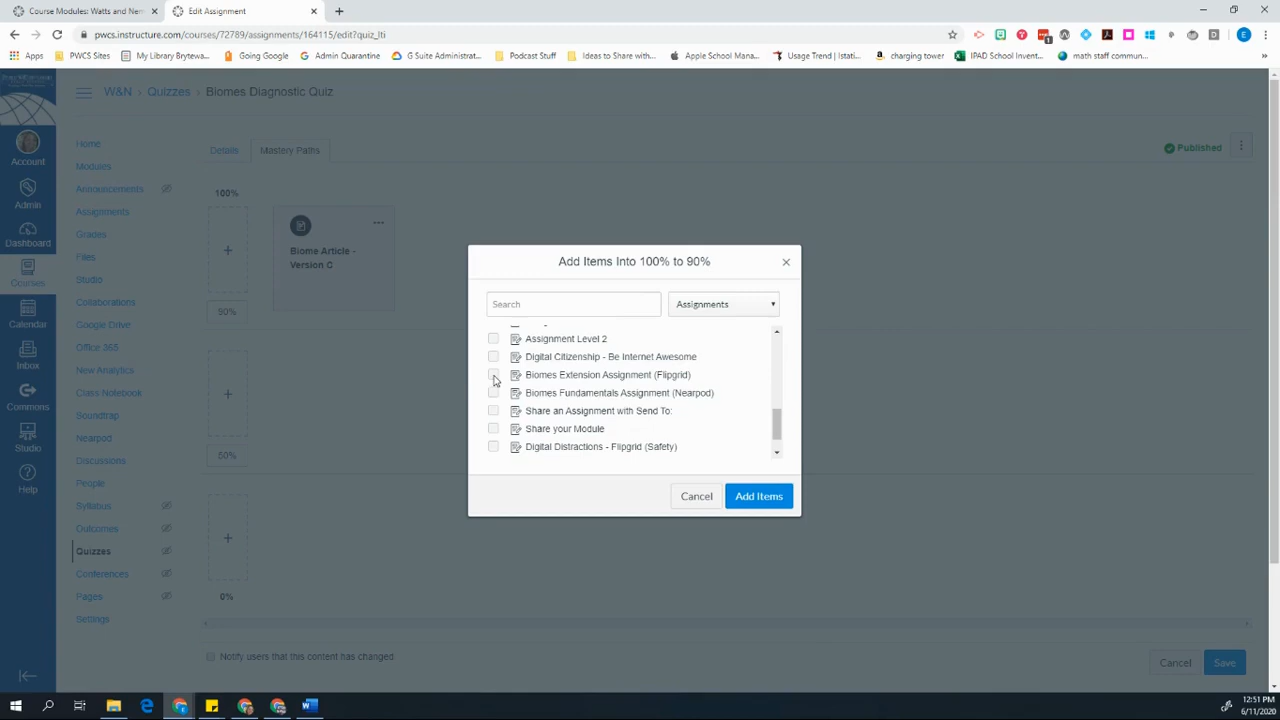 Course Modules: Watts and Ne
Edit Assignment
pwcs.instructure.com/courses/72789/assignments/164115/edit?quiz_lti
Apps
PWCS Sites
My Library Brytewa...
Going Google
Admin Quarantine
G Suite Administrat...
Podcast Stuff
Ideas to Share with...
Apple School Mana...
Usage Trend | Istati...
charging tower
IPAD School Invent...
math staff commun...
W&N
Quizzes
Biomes Diagnostic Quiz
Account
Admin
Dashboard
Courses
Calendar
Inbox
Commons
Studio
Help
Home
Modules
Announcements
Assignments
Grades
Files
Studio
Collaborations
Google Drive
Office 365
New Analytics
Class Notebook
Soundtrap
Nearpod
Discussions
People
Syllabus
Outcomes
Quizzes
Conferences
Pages
Settings
Details
Mastery Paths
Published
100%
Biome Article -
Version C
90%
50%
0%
Add Items Into 100% to 90%
Search
Assignments
Assignment Level 2
Digital Citizenship - Be Internet Awesome
Biomes Extension Assignment (Flipgrid)
Biomes Fundamentals Assignment (Nearpod)
Share an Assignment with Send To:
Share your Module
Digital Distractions - Flipgrid (Safety)
Cancel
Add Items
Notify users that this content has changed
Cancel
Save
12:51 PM
6/11/2020